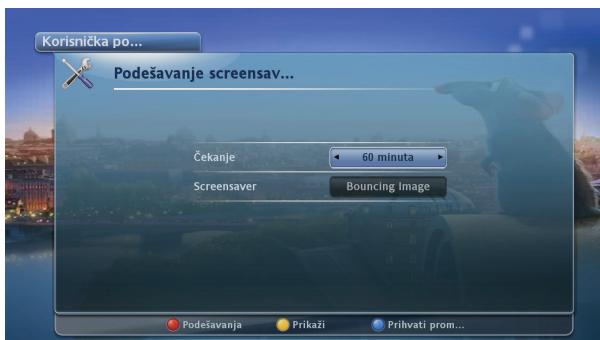 Korisnička po...
Podešavanje screensav...
Čekanje
60 minuta
Screensaver
Bouncing Image
Podešavanja
Prikaži
Prihvati prom...